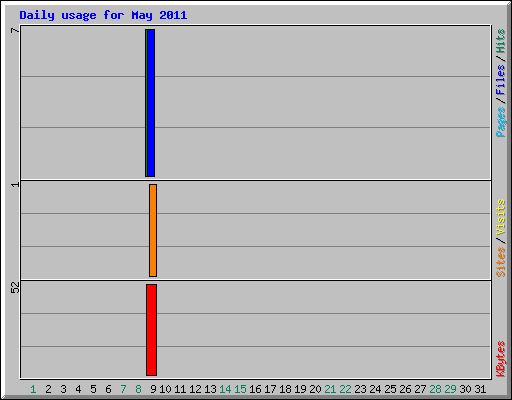 Daily usage for May 2011
7
1
52
Pages / Files / Hits
Sites / Visits
KBytes
1 2 3 4 5 6 7 8 9 10 11 12 13 14 15 16 17 18 19 20 21 22 23 24 25 26 27 28 29 30 31